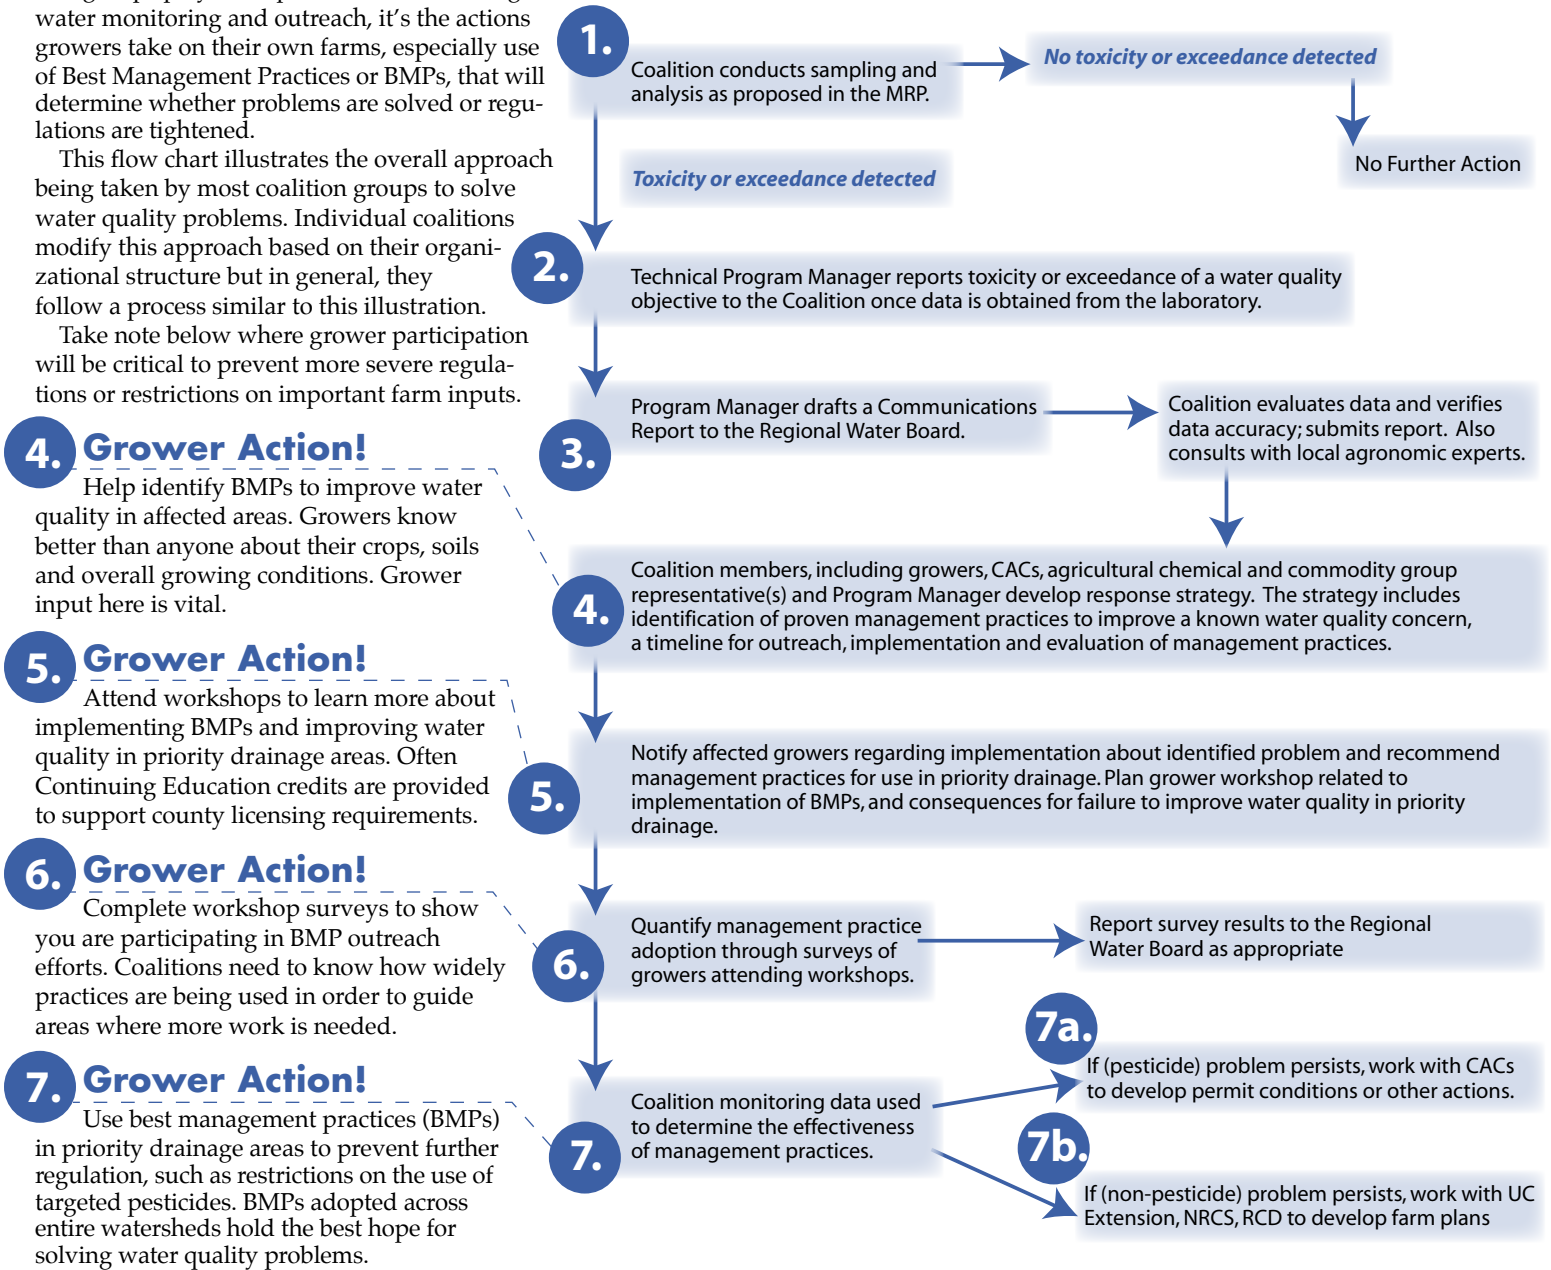 water monitoring and outreach, it's the actions
growers take on their own farms, especially use
of Best Management Practices or BMPs, that will
determine whether problems are solved or regu-
lations are tightened.
This flow chart illustrates the overall approach
being taken by most coalition groups to solve
water quality problems. Individual coalitions
modify this approach based on their organi-
zational structure but in general, they
follow a process similar to this illustration.
Take note below where grower participation
will be critical to prevent more severe regula-
tions or restrictions on important farm inputs.
4. Grower Action!
Help identify BMPs to improve water
quality in affected areas. Growers know
better than anyone about their crops, soils
and overall growing conditions. Grower
input here is vital.
5. Grower Action!
Attend workshops to learn more about
implementing BMPs and improving water
quality in priority drainage areas. Often
Continuing Education credits are provided
to support county licensing requirements.
6. Grower Action!
Complete workshop surveys to show
you are participating in BMP outreach
efforts. Coalitions need to know how widely
practices are being used in order to guide
areas where more work is needed.
7. Grower Action!
Use best management practices (BMPs)
in priority drainage areas to prevent further
regulation, such as restrictions on the use of
targeted pesticides. BMPs adopted across
entire watersheds hold the best hope for
solving water quality problems.
1.
Coalition conducts sampling and
analysis as proposed in the MRP.
No toxicity or exceedance detected
No Further Action
Toxicity or exceedance detected
2.
Technical Program Manager reports toxicity or exceedance of a water quality
objective to the Coalition once data is obtained from the laboratory.
3.
Program Manager drafts a Communications
Report to the Regional Water Board.
Coalition evaluates data and verifies
data accuracy; submits report. Also
consults with local agronomic experts.
4.
Coalition members, including growers, CACs, agricultural chemical and commodity group
representative(s) and Program Manager develop response strategy. The strategy includes
identification of proven management practices to improve a known water quality concern,
a timeline for outreach, implementation and evaluation of management practices.
5.
Notify affected growers regarding implementation about identified problem and recommend
management practices for use in priority drainage. Plan grower workshop related to
implementation of BMPs, and consequences for failure to improve water quality in priority
drainage.
6.
Quantify management practice
adoption through surveys of
growers attending workshops.
Report survey results to the Regional
Water Board as appropriate
7.
Coalition monitoring data used
to determine the effectiveness
of management practices.
7a.
If (pesticide) problem persists, work with CACs
to develop permit conditions or other actions.
7b.
If (non-pesticide) problem persists, work with UC
Extension, NRCS, RCD to develop farm plans